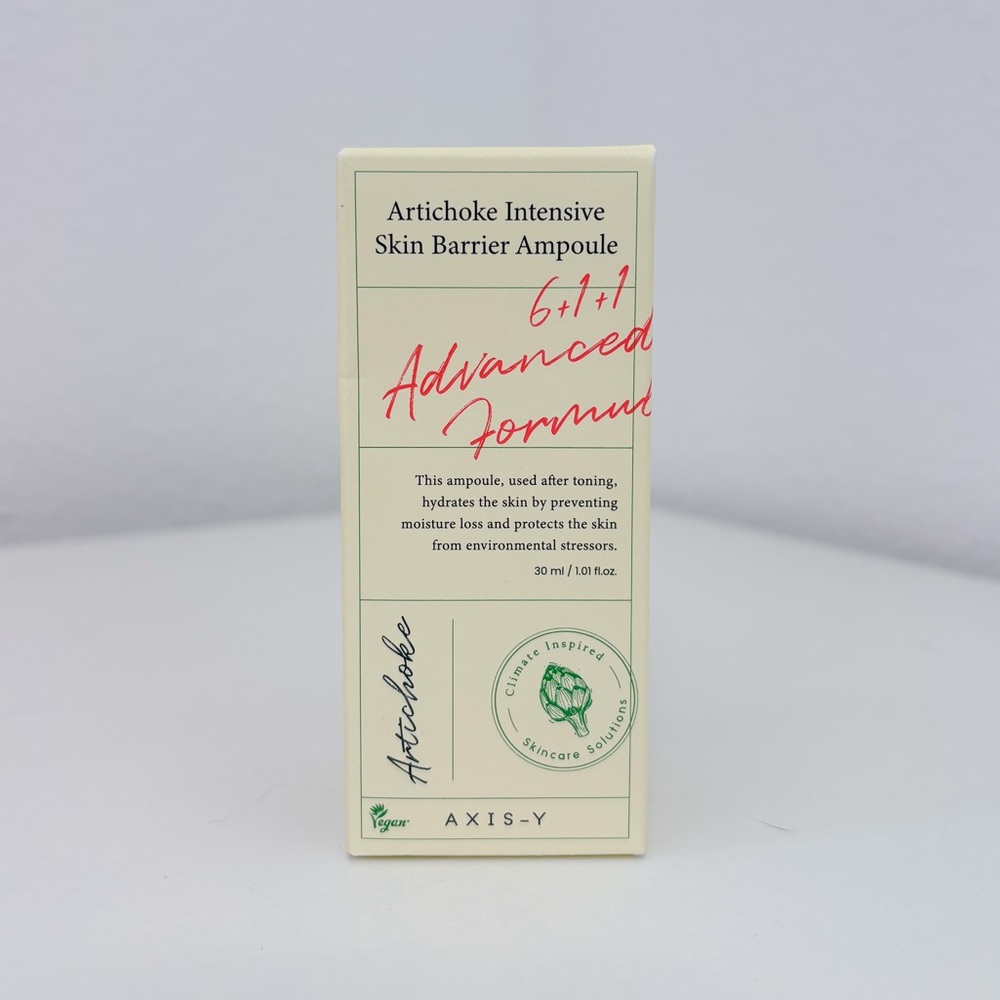 Artichoke Intensive
Skin Barrier Ampoule
6+1+1
Advanced
Formul
This ampoule, used after toning,
hydrates the skin by preventing
moisture loss and protects the skin
from environmental stressors.
30 ml / 1.01 fl.oz.
Artichoke
Climate Inspired
Skincare Solutions
Vegan
AXIS-Y